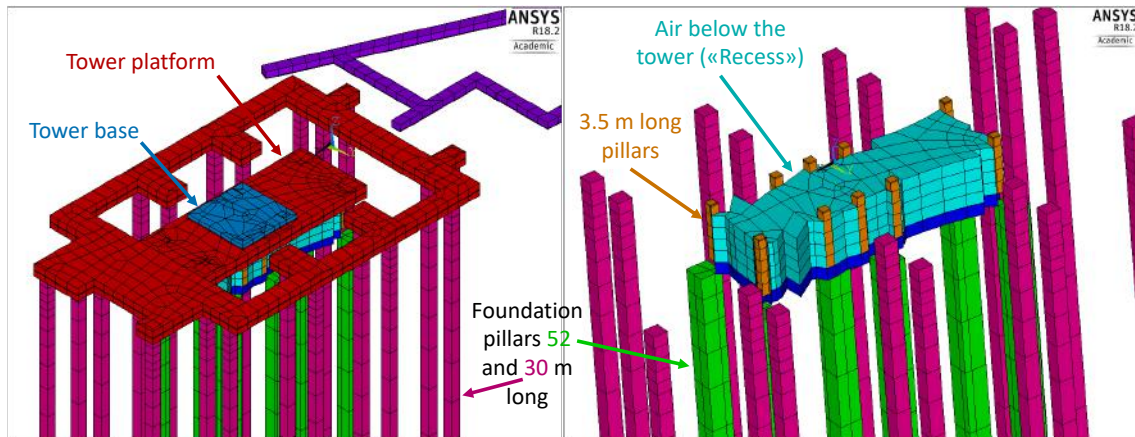 ANSYS
R18.2
Academic
Tower platform
Tower base
Foundation
pillars 52
and 30 m
long
ANSYS
R18.2
Academic
Air below the
tower («Recess»)
3.5 m long
pillars